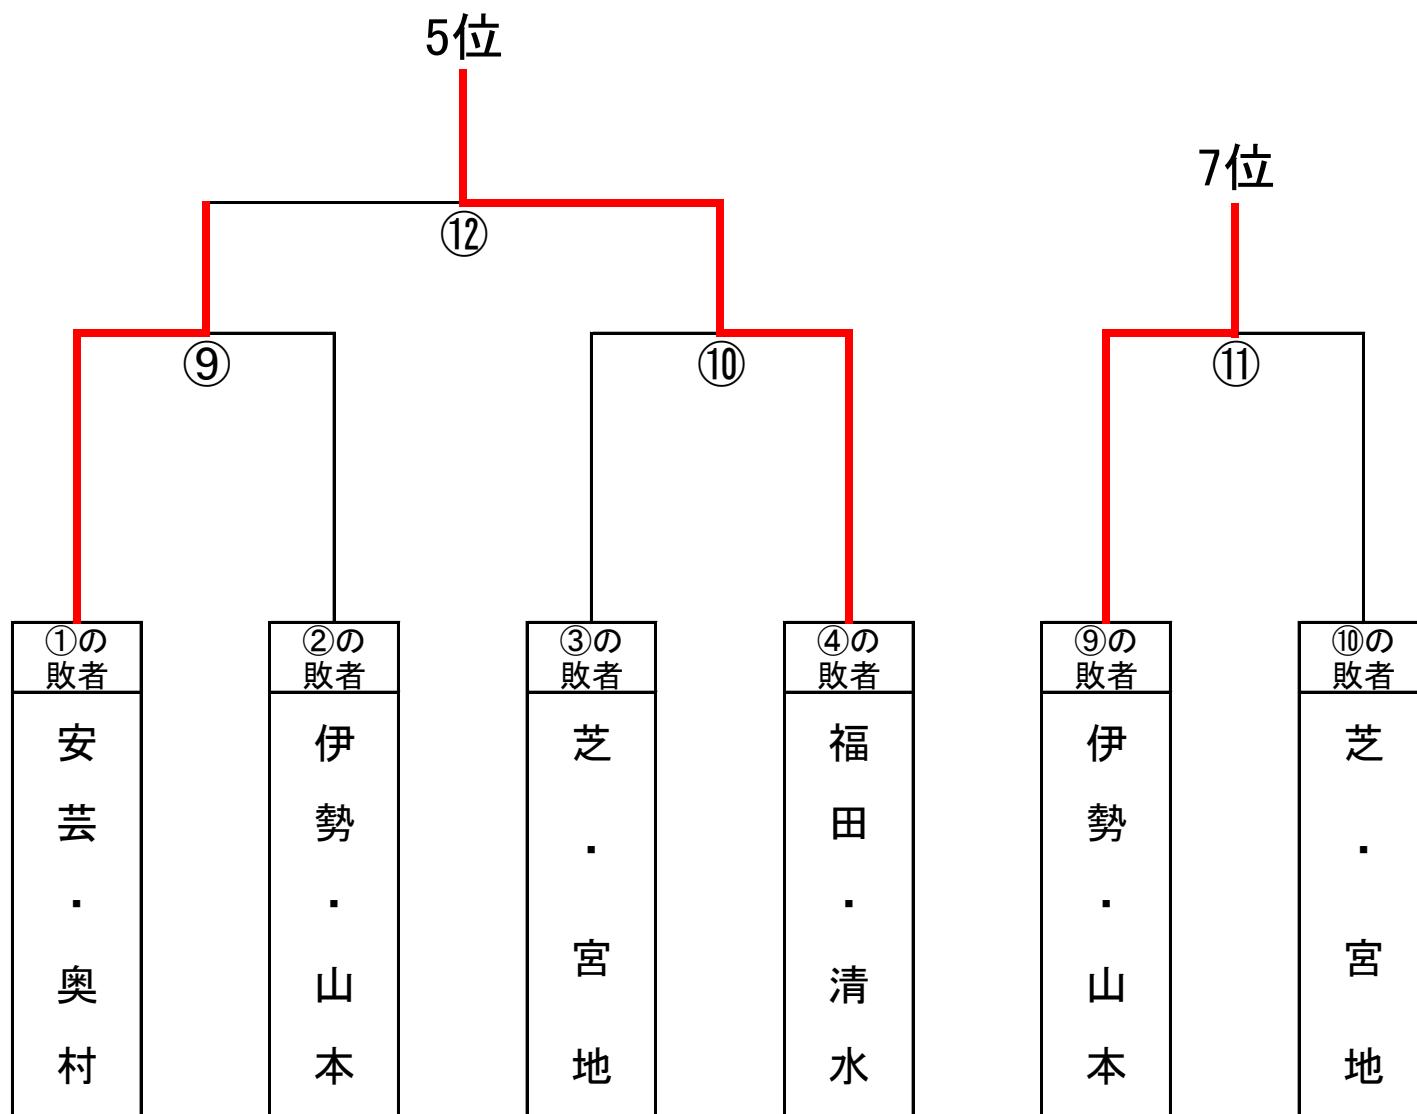 5位
7位
⑫
⑨
⑩
⑪
①の
敗者
②の
敗者
③の
敗者
④の
敗者
⑨の
敗者
⑩の
敗者
安芸・奥村
伊勢・山本
芝・宮地
福田・清水
伊勢・山本
芝・宮地